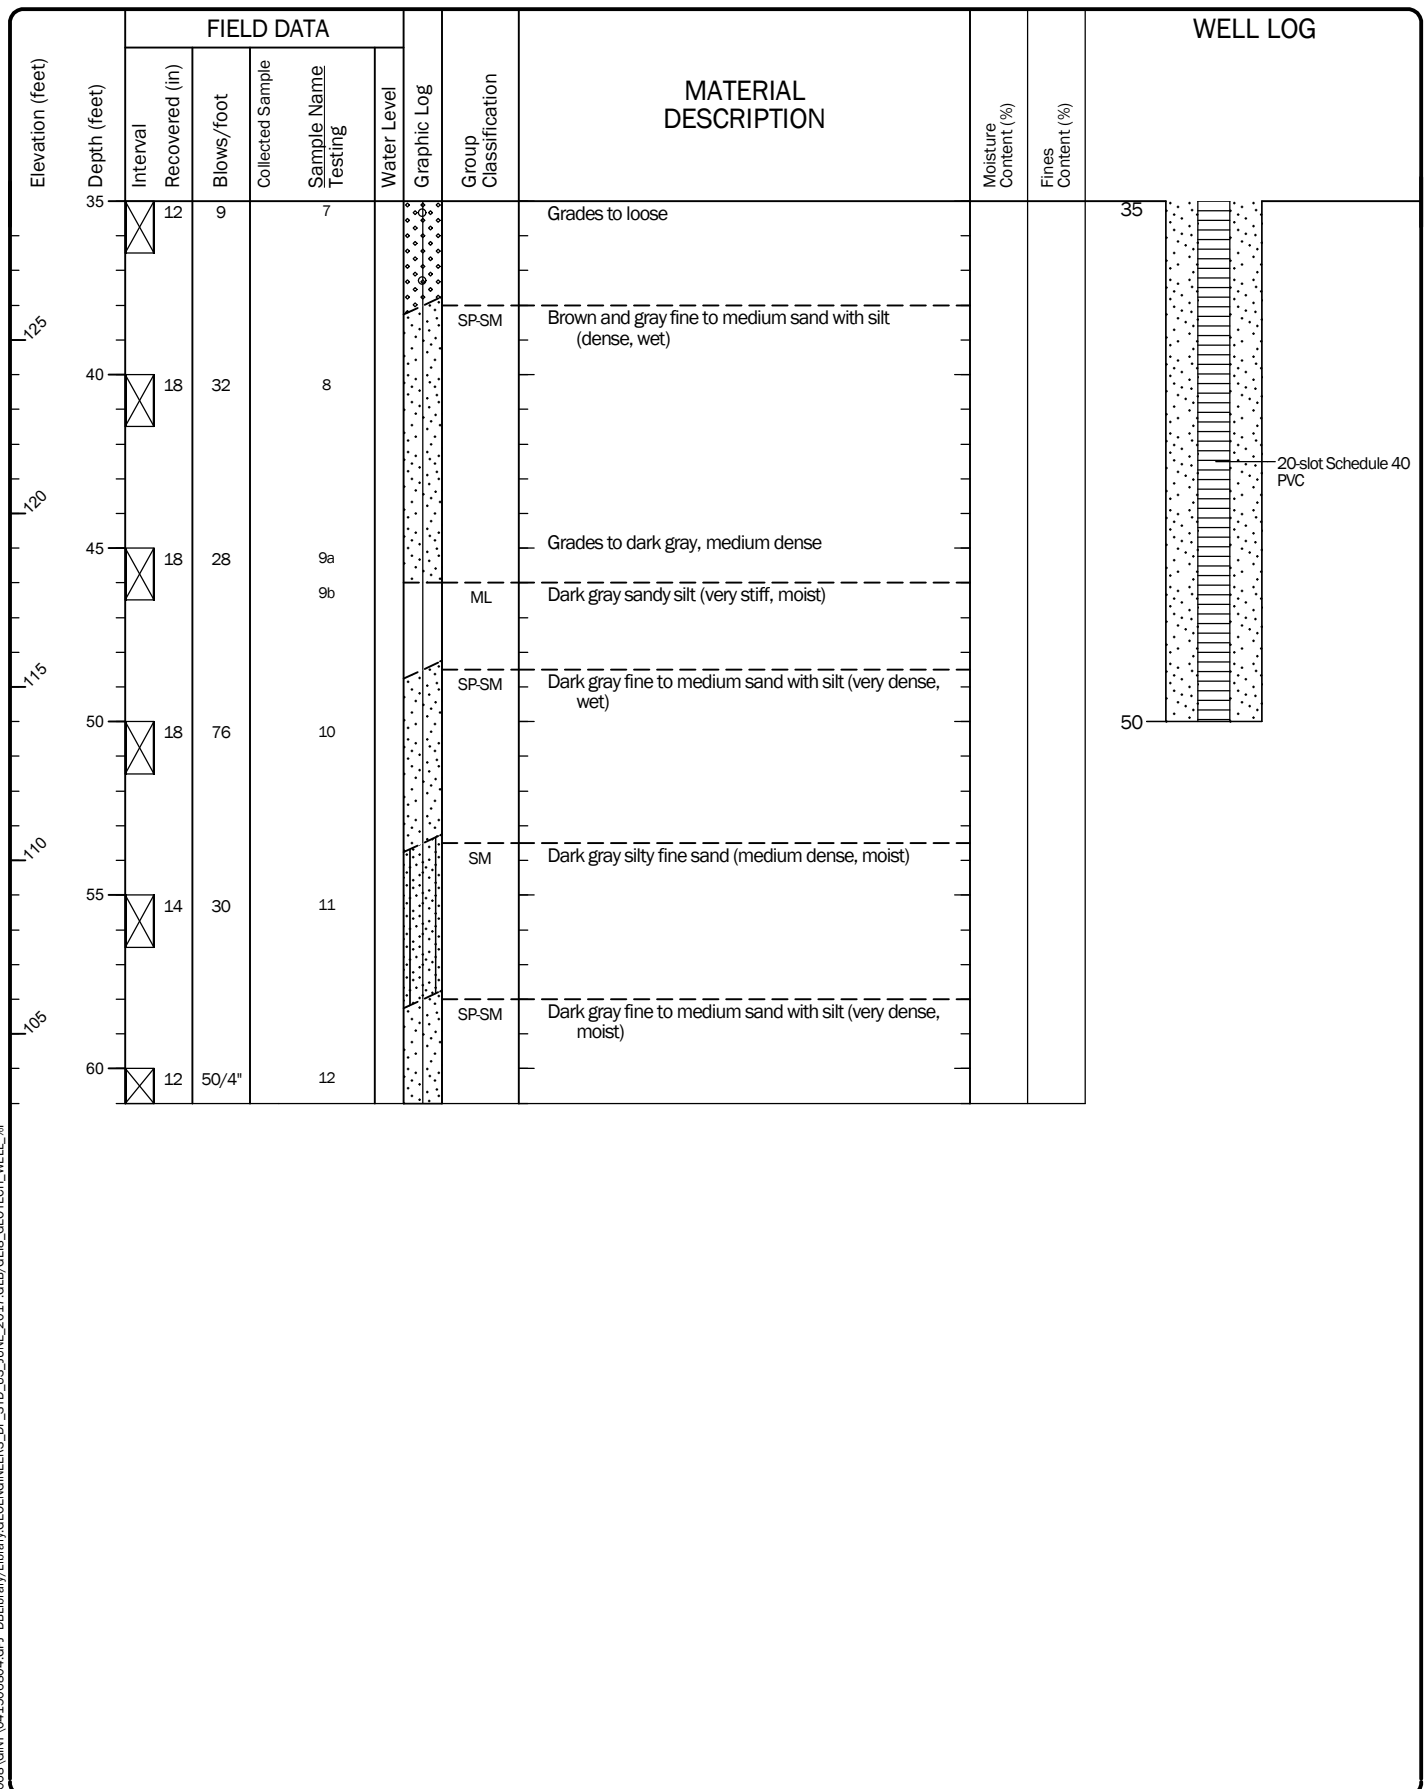 FIELD DATA
WELL LOG
Elevation (feet)
Depth (feet)
Interval
Recovered (in)
Blows/foot
Collected Sample
Sample Name
Testing
Water Level
Graphic Log
Group
Classification
MATERIAL
DESCRIPTION
Moisture
Content (%)
Fines
Content (%)
35 12 9 7 Grades to loose 35
125 SP-SM Brown and gray fine to medium sand with silt
(dense, wet)
40 18 32 8
20-slot Schedule 40
PVC
120
45 18 28 9a Grades to dark gray, medium dense
9b ML Dark gray sandy silt (very stiff, moist)
115 SP-SM Dark gray fine to medium sand with silt (very dense,
wet)
50 18 76 10 50
110 SM Dark gray silty fine sand (medium dense, moist)
55 14 30 11
105 SP-SM Dark gray fine to medium sand with silt (very dense,
moist)
60 12 50/4" 12